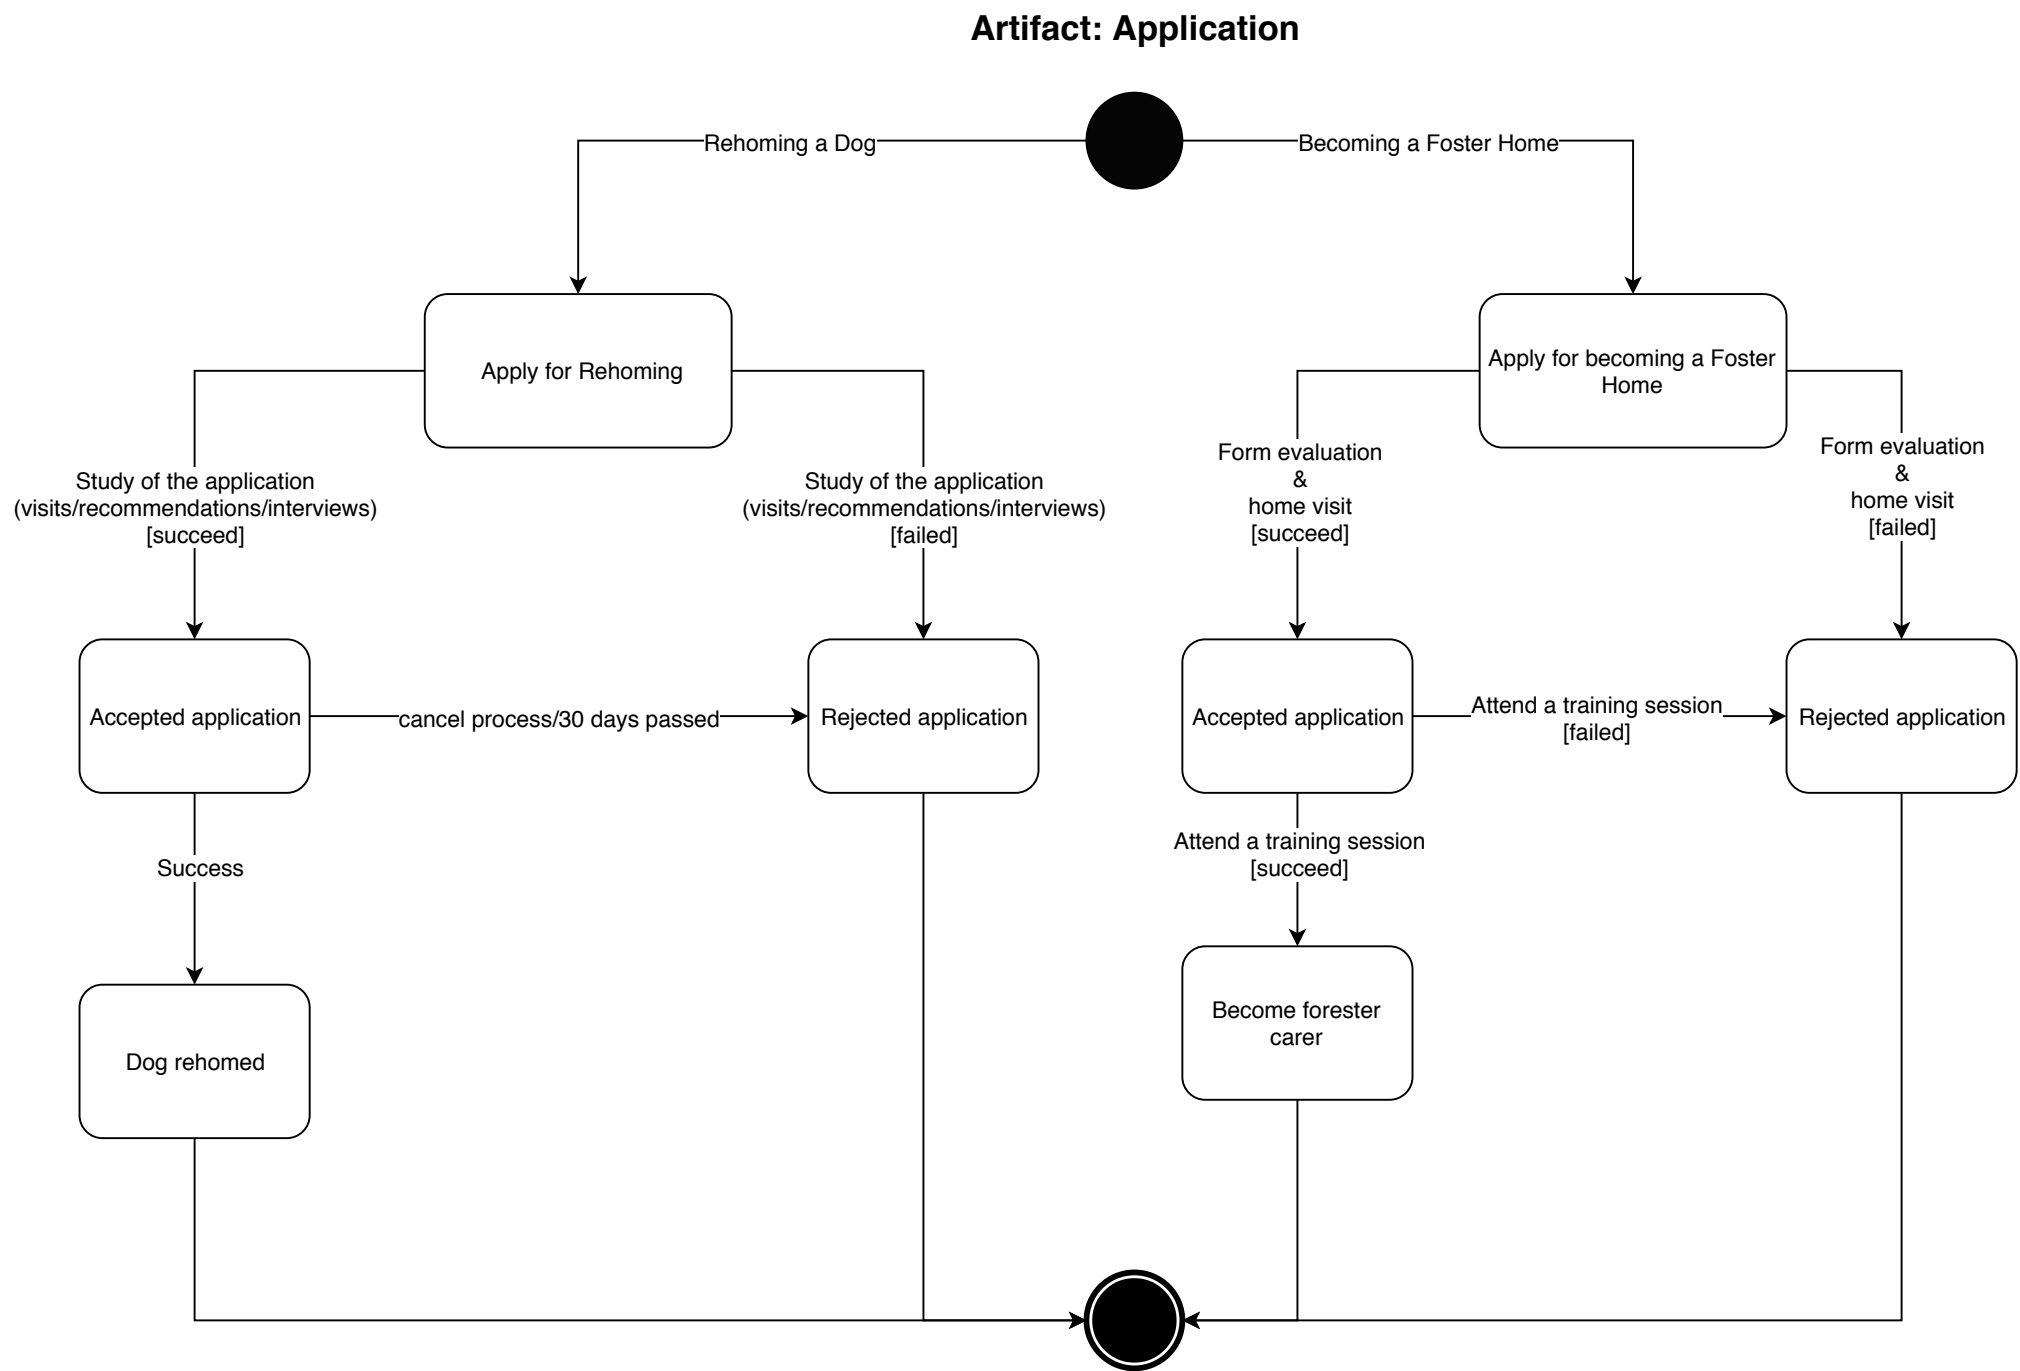 Artifact: Application
Rehoming a Dog
Becoming a Foster Home
Apply for Rehoming
Apply for becoming a Foster
Home
Study of the application
(visits/recommendations/interviews)
[succeed]
Study of the application
(visits/recommendations/interviews)
[failed]
Form evaluation
&
home visit
[succeed]
Form evaluation
&
home visit
[failed]
Accepted application
cancel process/30 days passed
Rejected application
Accepted application
Attend a training session
[failed]
Rejected application
Success
Attend a training session
[succeed]
Dog rehomed
Become forester
carer